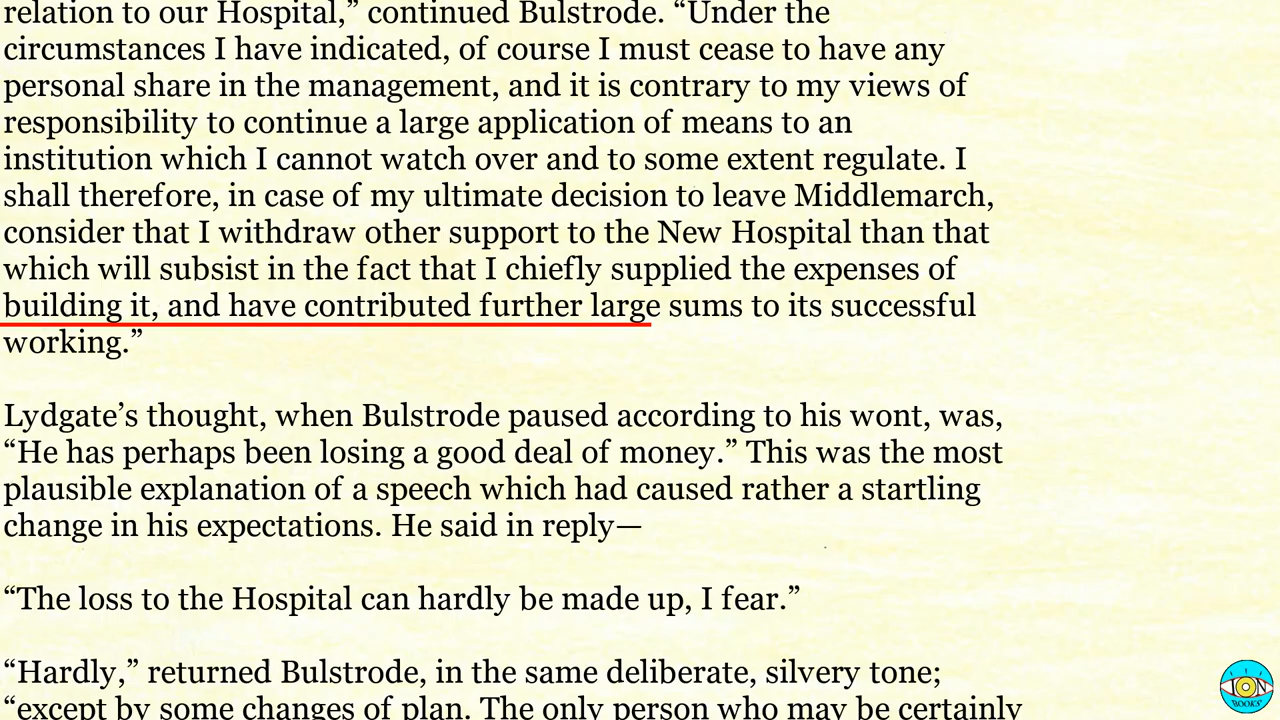 relation to our Hospital,” continued Bulstrode. “Under the
circumstances I have indicated, of course I must cease to have any
personal share in the management, and it is contrary to my views of
responsibility to continue a large application of means to an
institution which I cannot watch over and to some extent regulate. I
shall therefore, in case of my ultimate decision to leave Middlemarch,
consider that I withdraw other support to the New Hospital than that
which will subsist in the fact that I chiefly supplied the expenses of
building it, and have contributed further large sums to its successful
working.”
Lydgate’s thought, when Bulstrode paused according to his wont, was,
“He has perhaps been losing a good deal of money.” This was the most
plausible explanation of a speech which had caused rather a startling
change in his expectations. He said in reply—
“The loss to the Hospital can hardly be made up, I fear.”
“Hardly,” returned Bulstrode, in the same deliberate, silvery tone;
“except by some changes of plan. The only person who may be certainly
ION
BOOKS